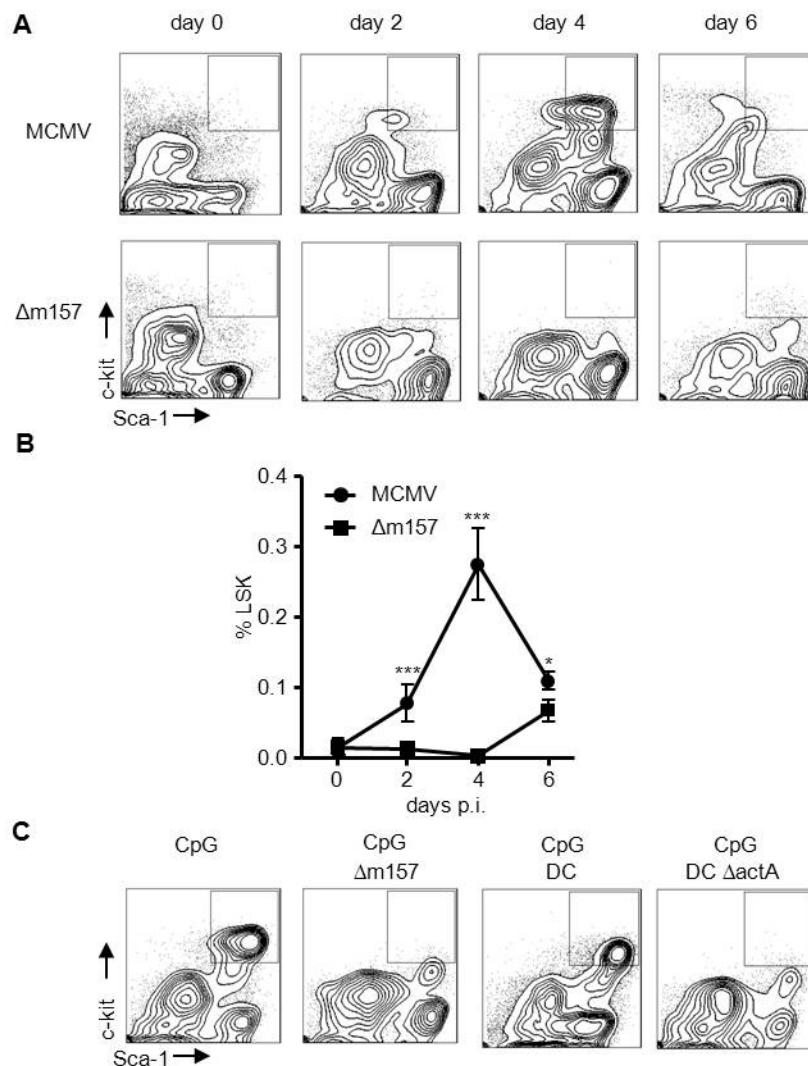 A
day 0 day 2 day 4 day 6
MCMV
Δm157
c-kit
Sca-1
B
0.4
0.3
0.2
0.1
0.0
% LSK
MCMV
Δm157
***
***
*
0 2 4 6
days p.i.
C
CpG CpG CpG CpG
Δm157 DC DC ΔactA
c-kit
Sca-1